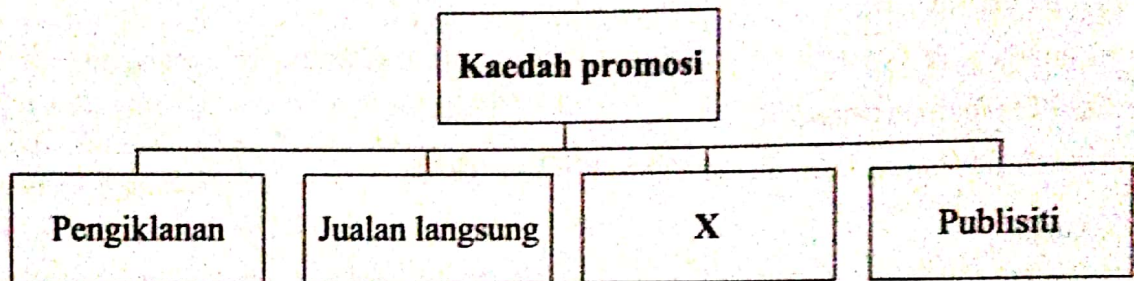 Kaedah promosi
Pengiklanan
Jualan langsung
X
Publisiti